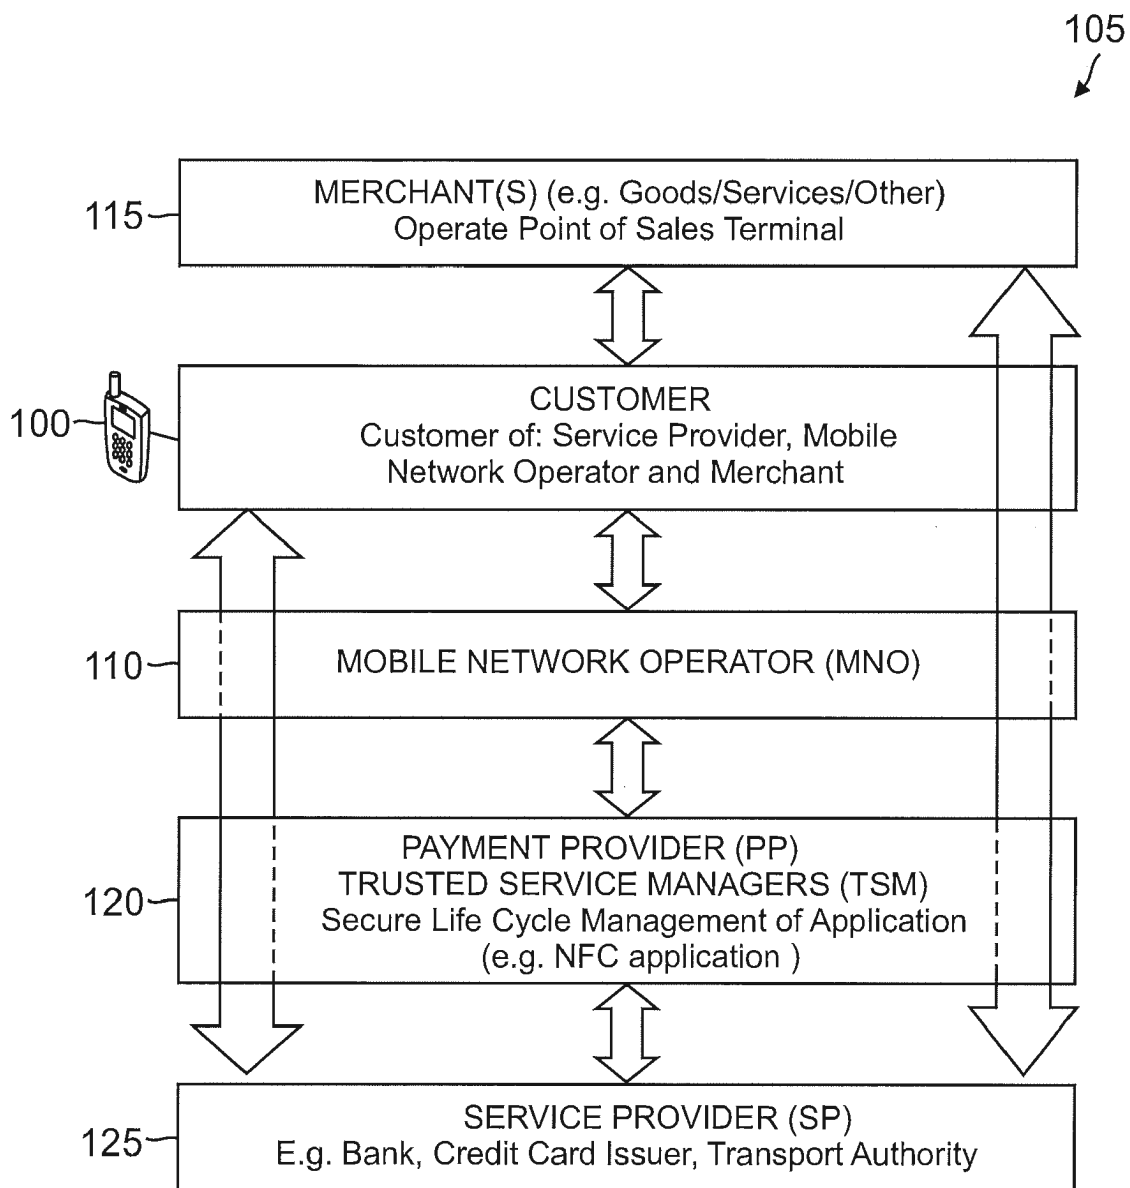 105
MERCHANT(S) (e.g. Goods/Services/Other)
Operate Point of Sales Terminal
115
CUSTOMER
Customer of: Service Provider, Mobile
Network Operator and Merchant
100
MOBILE NETWORK OPERATOR (MNO)
110
PAYMENT PROVIDER (PP)
TRUSTED SERVICE MANAGERS (TSM)
Secure Life Cycle Management of Application
(e.g. NFC application )
120
SERVICE PROVIDER (SP)
E.g. Bank, Credit Card Issuer, Transport Authority
125